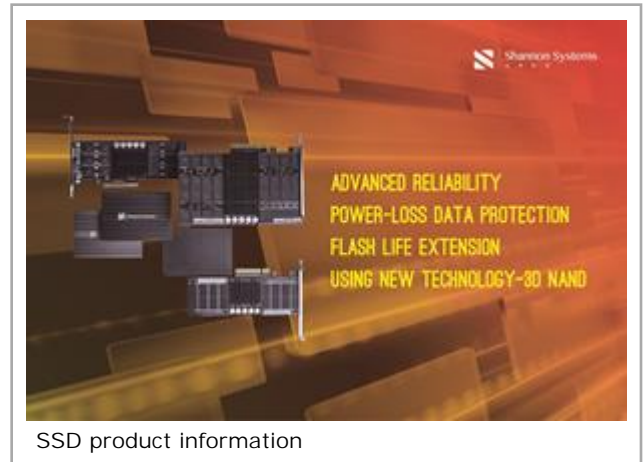 Shannon Systems
ADVANCED RELIABILITY
POWER-LOSS DATA PROTECTION
FLASH LIFE EXTENSION
USING NEW TECHNOLOGY-3D NAND
SSD product information